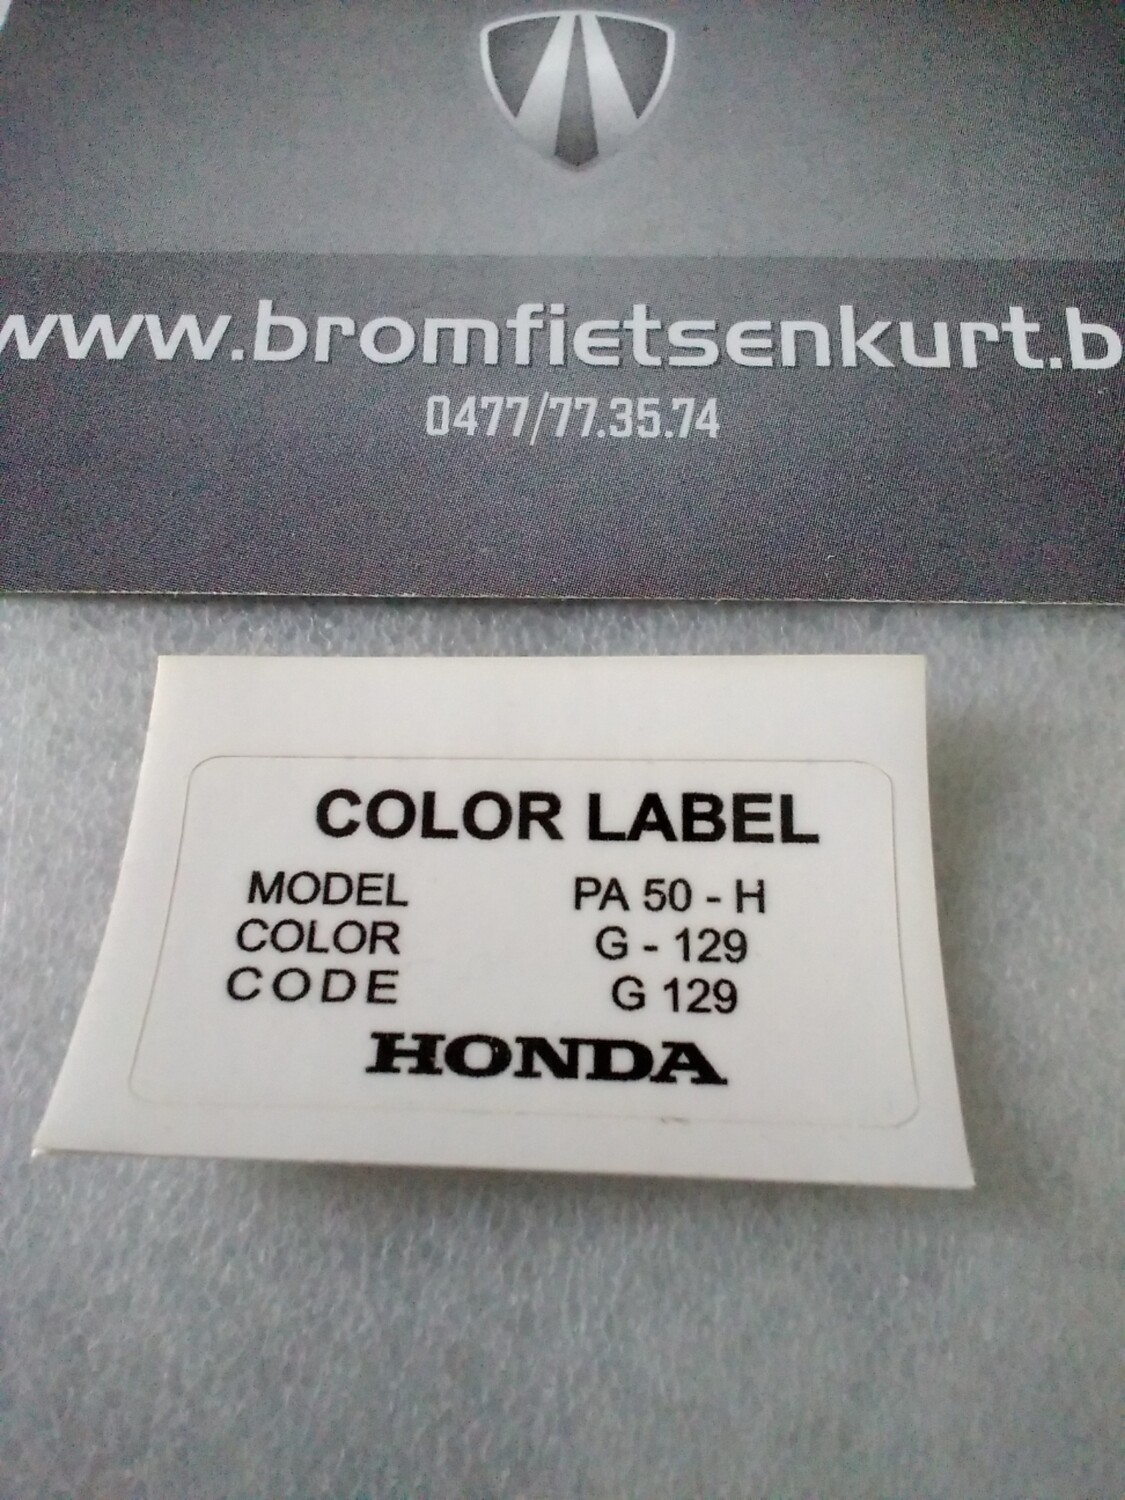 www.bromfietsenkurt.b
0477/77.35.74
COLOR LABEL
MODEL PA 50 - H
COLOR G - 129
CODE G 129
HONDA